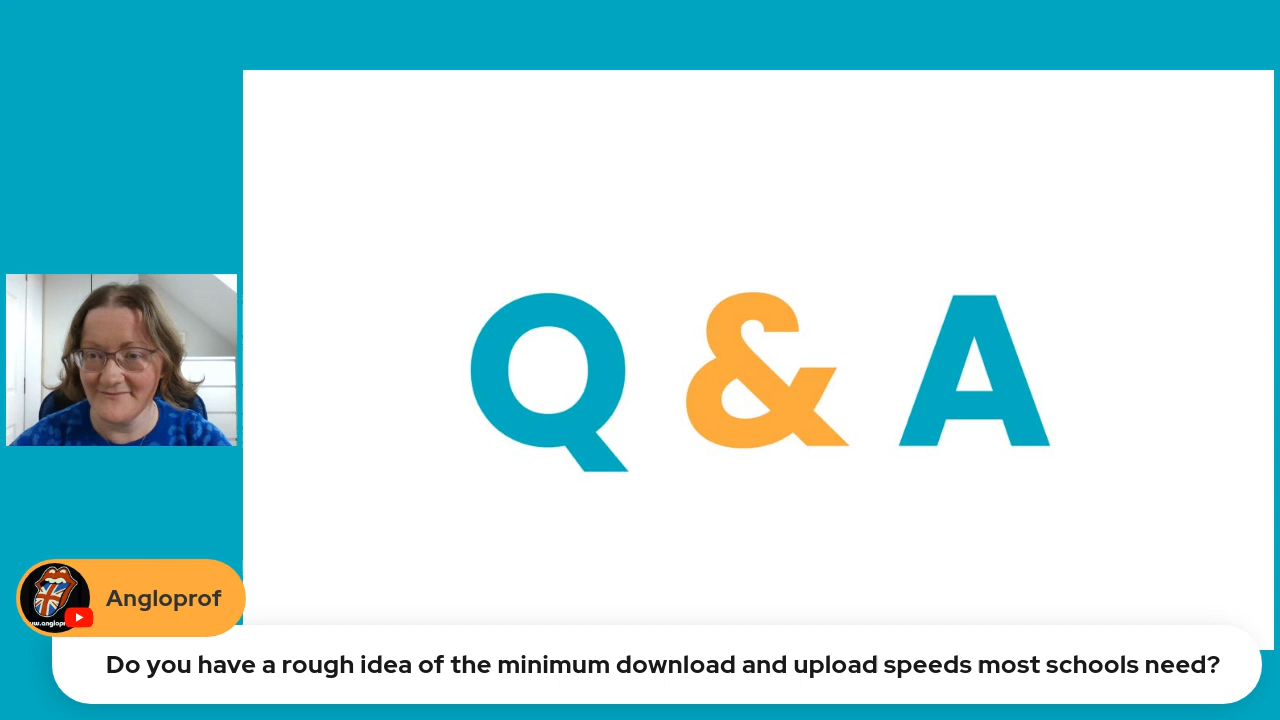 Q & A
Angloprof
Do you have a rough idea of the minimum download and upload speeds most schools need?